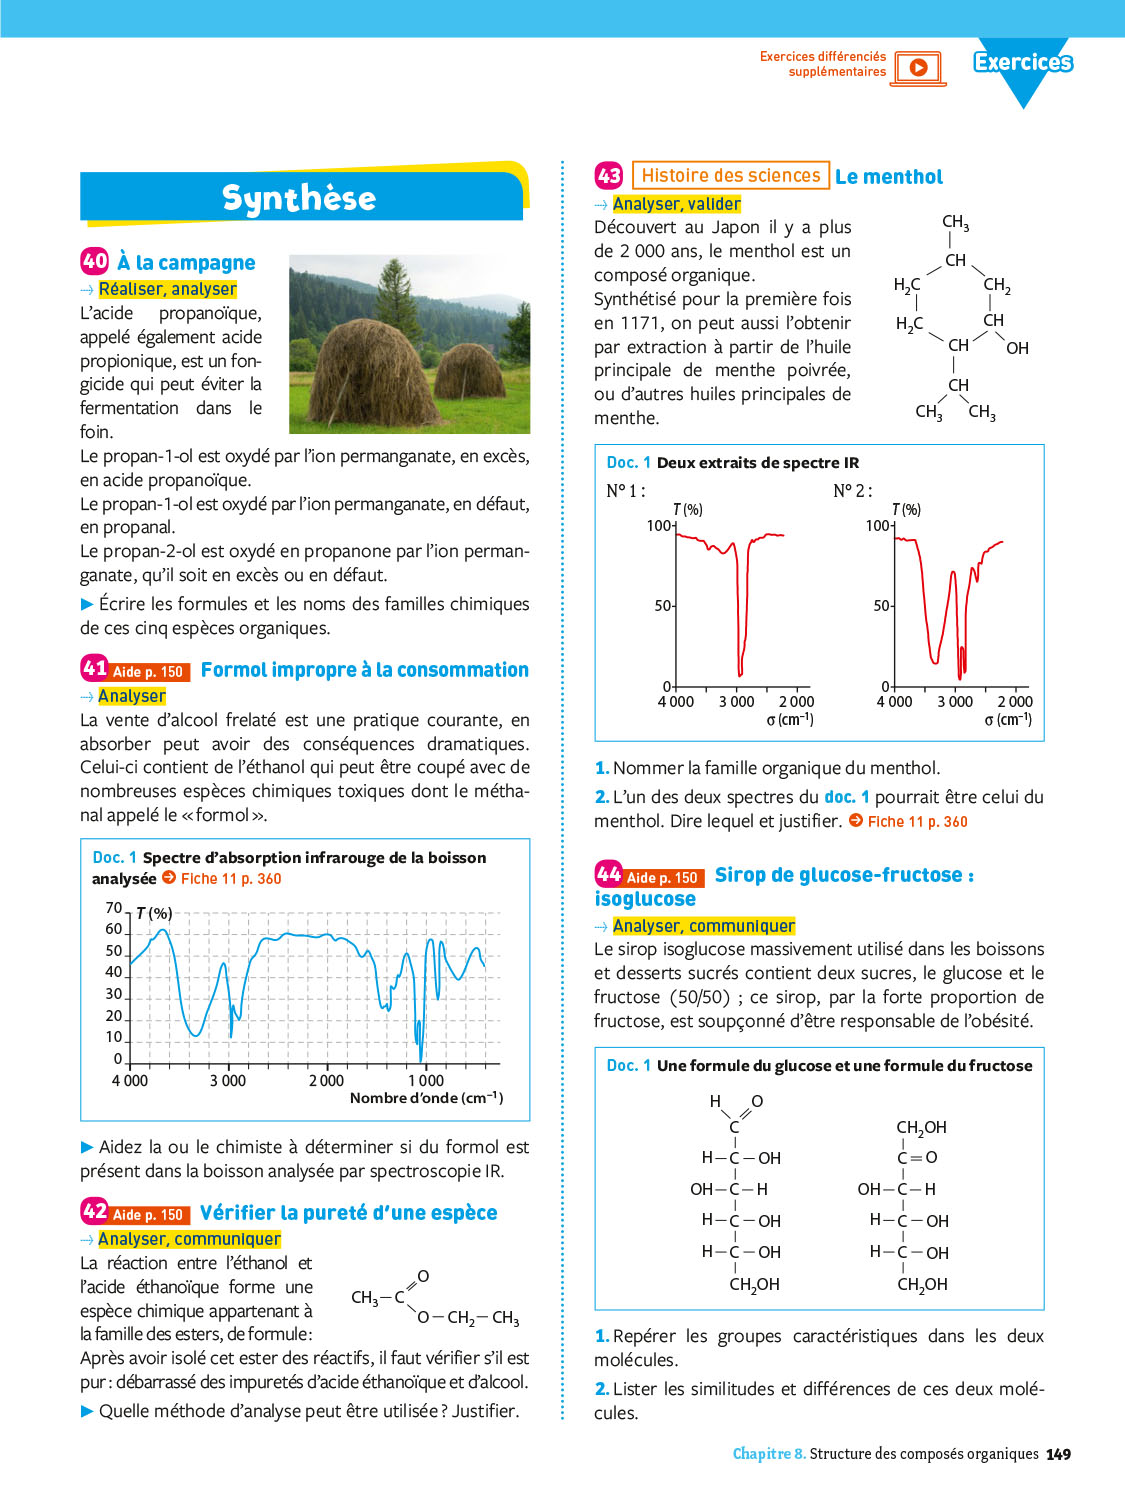 Exercices différenciés
supplémentaires
Exercices
Synthèse
40 À la campagne
→ Réaliser, analyser
L'acide propanoïque,
appelé également acide
propionique, est un fon-
gicide qui peut éviter la
fermentation dans le
foin.
Le propan-1-ol est oxydé par l'ion permanganate, en excès,
en acide propanoïque.
Le propan-1-ol est oxydé par l'ion permanganate, en défaut,
en propanal.
Le propan-2-ol est oxydé en propanone par l'ion perman-
ganate, qu'il soit en excès ou en défaut.
▶ Écrire les formules et les noms des familles chimiques
de ces cinq espèces organiques.
41 Aide p. 150 Formol impropre à la consommation
→ Analyser
La vente d'alcool frelaté est une pratique courante, en
absorber peut avoir des conséquences dramatiques.
Celui-ci contient de l'éthanol qui peut être coupé avec de
nombreuses espèces chimiques toxiques dont le métha-
nal appelé le « formol ».
Doc. 1 Spectre d'absorption infrarouge de la boisson
analysée → Fiche 11 p. 360
70 T (%)
60
50
40
30
20
10
0
4 000 3 000 2 000 1 000
Nombre d'onde (cm⁻¹)
▶ Aidez la ou le chimiste à déterminer si du formol est
présent dans la boisson analysée par spectroscopie IR.
42 Aide p. 150 Vérifier la pureté d'une espèce
→ Analyser, communiquer
La réaction entre l'éthanol et
l'acide éthanoïque forme une
espèce chimique appartenant à
la famille des esters, de formule :
O
CH₃ — C
O — CH₂ — CH₃
Après avoir isolé cet ester des réactifs, il faut vérifier s'il est
pur : débarrassé des impuretés d'acide éthanoïque et d'alcool.
▶ Quelle méthode d'analyse peut être utilisée ? Justifier.
43 Histoire des sciences Le menthol
→ Analyser, valider
Découvert au Japon il y a plus
de 2 000 ans, le menthol est un
composé organique.
Synthétisé pour la première fois
en 1171, on peut aussi l'obtenir
par extraction à partir de l'huile
principale de menthe poivrée,
ou d'autres huiles principales de
menthe.
CH₃
CH
H₂C CH₂
H₂C CH
CH OH
CH
CH₃ CH₃
Doc. 1 Deux extraits de spectre IR
N° 1 : N° 2 :
T (%) T (%)
100 100
50 50
0 0
4 000 3 000 2 000 4 000 3 000 2 000
σ (cm⁻¹) σ (cm⁻¹)
1. Nommer la famille organique du menthol.
2. L'un des deux spectres du doc. 1 pourrait être celui du
menthol. Dire lequel et justifier. → Fiche 11 p. 360
44 Aide p. 150 Sirop de glucose-fructose :
isoglucose
→ Analyser, communiquer
Le sirop isoglucose massivement utilisé dans les boissons
et desserts sucrés contient deux sucres, le glucose et le
fructose (50/50) ; ce sirop, par la forte proportion de
fructose, est soupçonné d'être responsable de l'obésité.
Doc. 1 Une formule du glucose et une formule du fructose
H O
C CH₂OH
H — C — OH C = O
OH — C — H OH — C — H
H — C — OH H — C — OH
H — C — OH H — C — OH
CH₂OH CH₂OH
1. Repérer les groupes caractéristiques dans les deux
molécules.
2. Lister les similitudes et différences de ces deux molé-
cules.
Chapitre 8. Structure des composés organiques 149